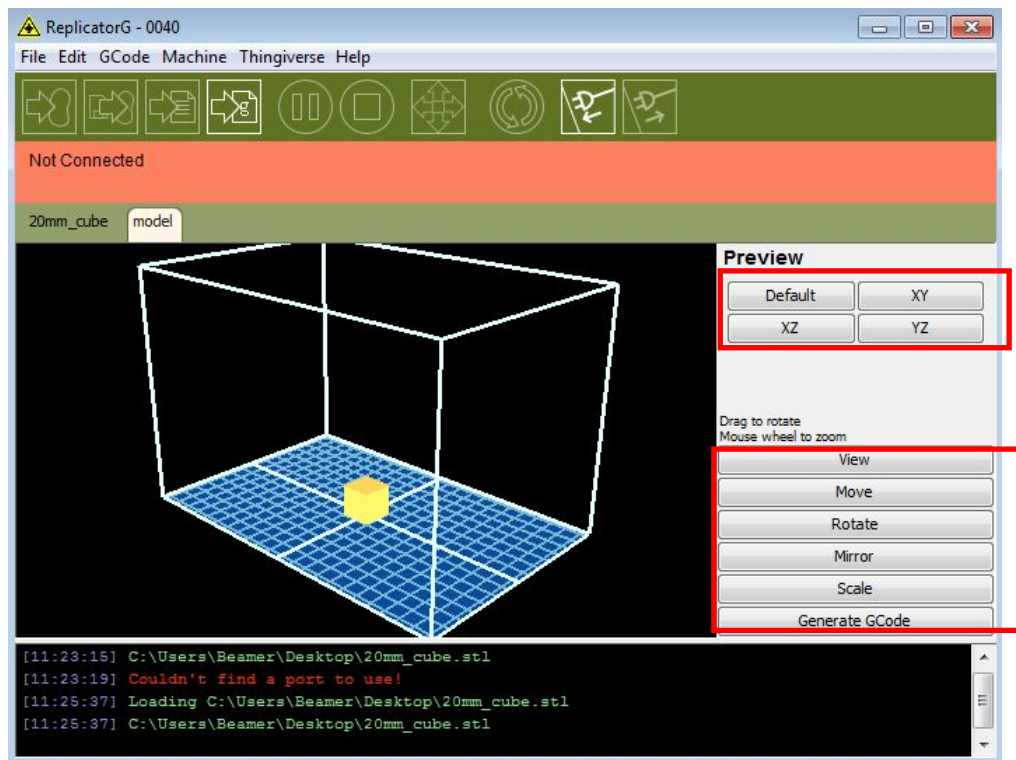 ReplicatorG - 0040
File Edit GCode Machine Thingiverse Help
g
Not Connected
20mm_cube model
Preview
Default XY
XZ YZ
Drag to rotate
Mouse wheel to zoom
View
Move
Rotate
Mirror
Scale
Generate GCode
[11:23:15] C:\Users\Beamer\Desktop\20mm_cube.stl
[11:23:19] Couldn't find a port to use!
[11:25:37] Loading C:\Users\Beamer\Desktop\20mm_cube.stl
[11:25:37] C:\Users\Beamer\Desktop\20mm_cube.stl